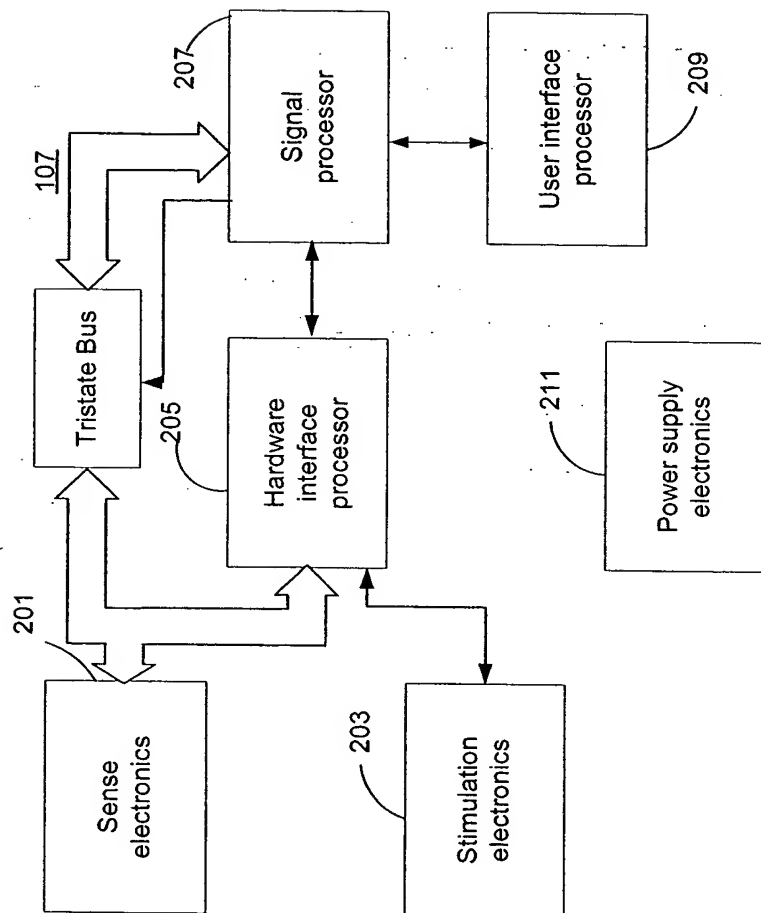 107
207
Signal
processor
User interface
processor
209
Tristate Bus
205
Hardware
interface
processor
211
Power supply
electronics
201
Sense
electronics
203
Stimulation
electronics